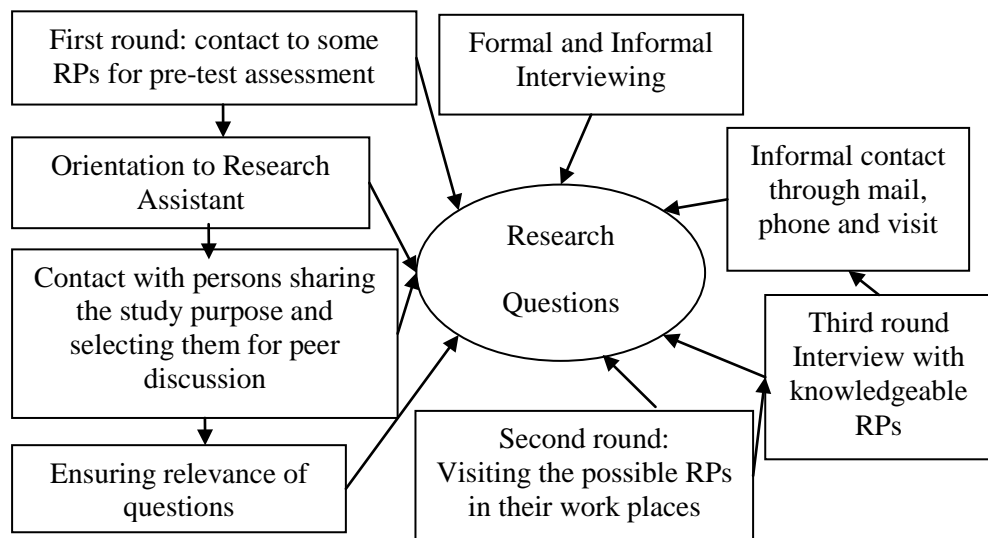 First round: contact to some
RPs for pre-test assessment
Formal and Informal
Interviewing
Orientation to Research
Assistant
Informal contact
through mail,
phone and visit
Research
Questions
Contact with persons sharing
the study purpose and
selecting them for peer
discussion
Third round
Interview with
knowledgeable
RPs
Ensuring relevance of
questions
Second round:
Visiting the possible RPs
in their work places